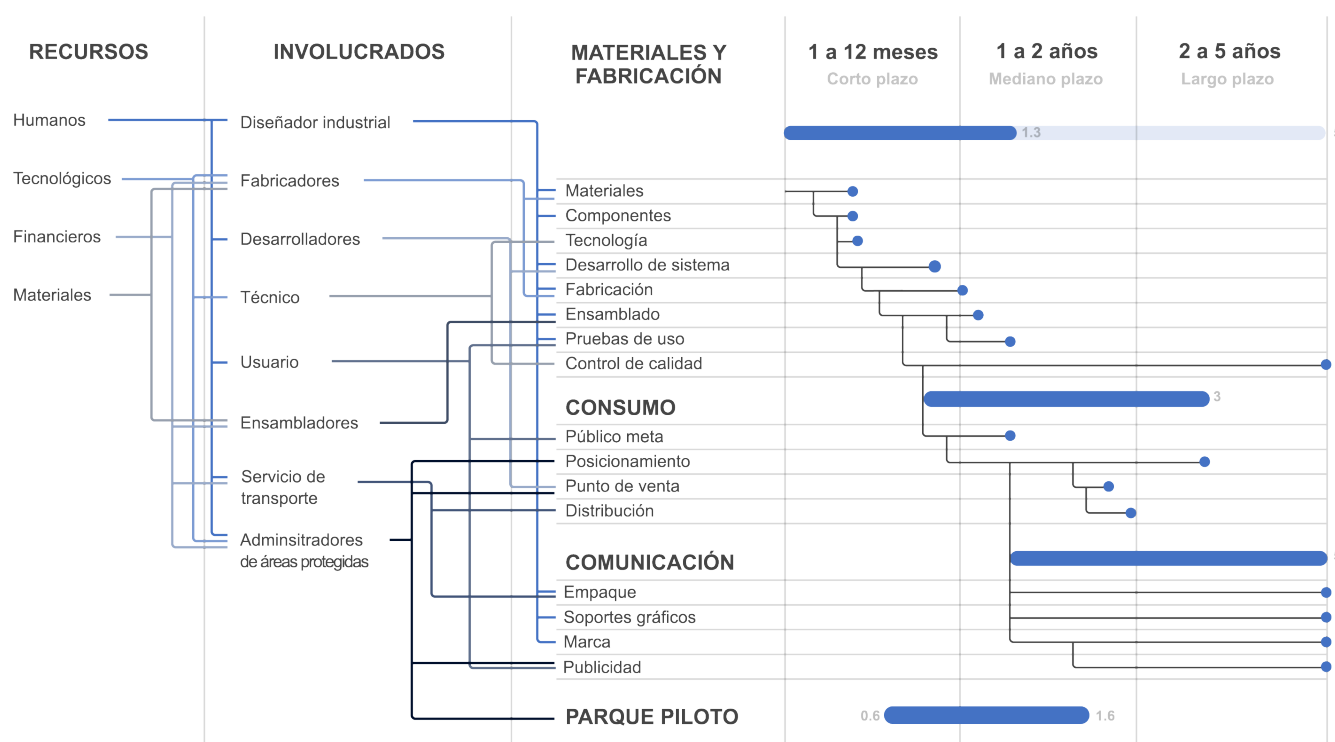 RECURSOS
INVOLUCRADOS
MATERIALES Y
FABRICACIÓN
1 a 12 meses
Corto plazo
1 a 2 años
Mediano plazo
2 a 5 años
Largo plazo
Humanos
Tecnológicos
Financieros
Materiales
Diseñador industrial
Fabricadores
Desarrolladores
Técnico
Usuario
Ensambladores
Servicio de
transporte
Adminsitradores
de áreas protegidas
1.3
Materiales
Componentes
Tecnología
Desarrollo de sistema
Fabricación
Ensamblado
Pruebas de uso
Control de calidad
CONSUMO
3
Público meta
Posicionamiento
Punto de venta
Distribución
COMUNICACIÓN
Empaque
Soportes gráficos
Marca
Publicidad
PARQUE PILOTO
0.6
1.6